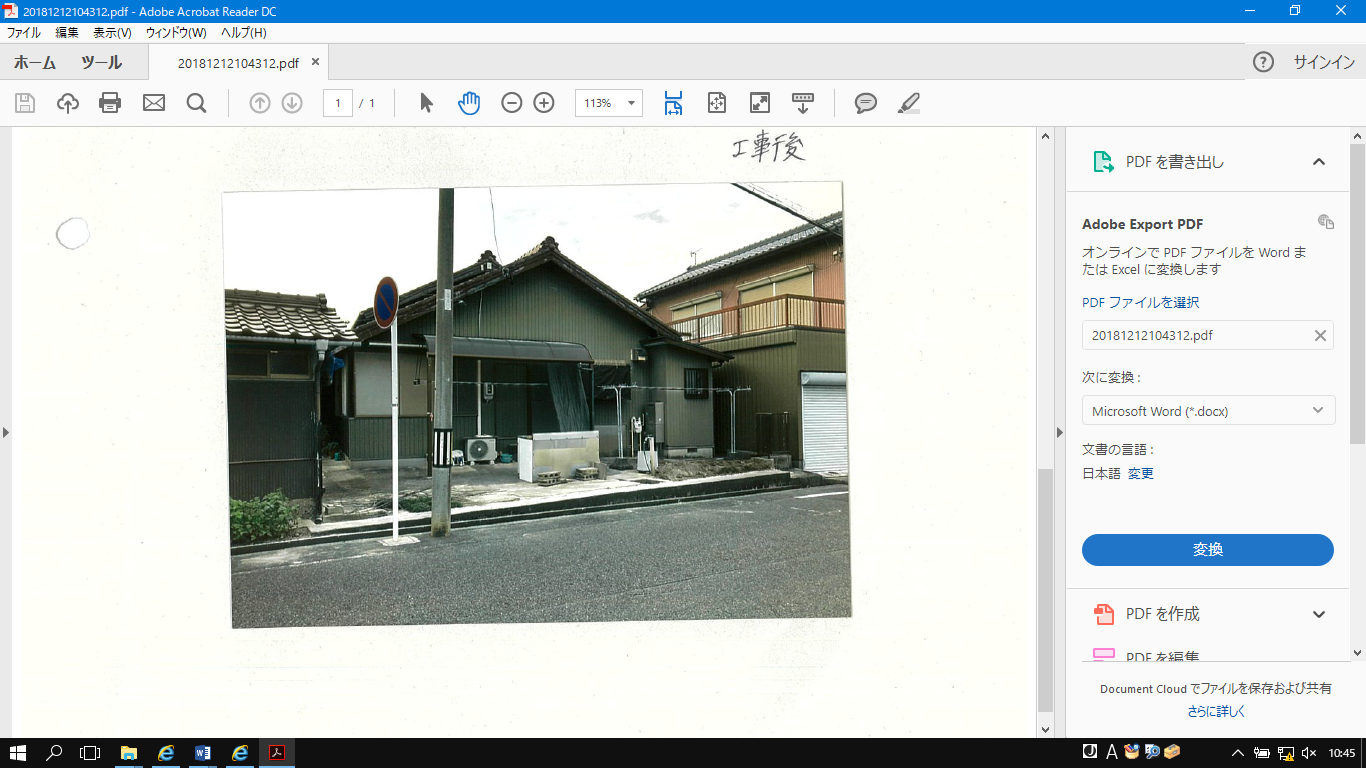 20181212104312.pdf - Adobe Acrobat Reader DC
ファイル 編集 表示(V) ウィンドウ(W) ヘルプ(H)
ホーム ツール 20181212104312.pdf × サインイン
1 / 1 113%
工事後
PDF を書き出し
Adobe Export PDF
オンラインで PDF ファイルを Word ま
たは Excel に変換します
PDF ファイルを選択
20181212104312.pdf
次に変換 :
Microsoft Word (*.docx)
文書の言語 :
日本語 変更
変換
PDF を作成
PDF を編集
Document Cloud でファイルを保存および共有
さらに詳しく
A 10:45